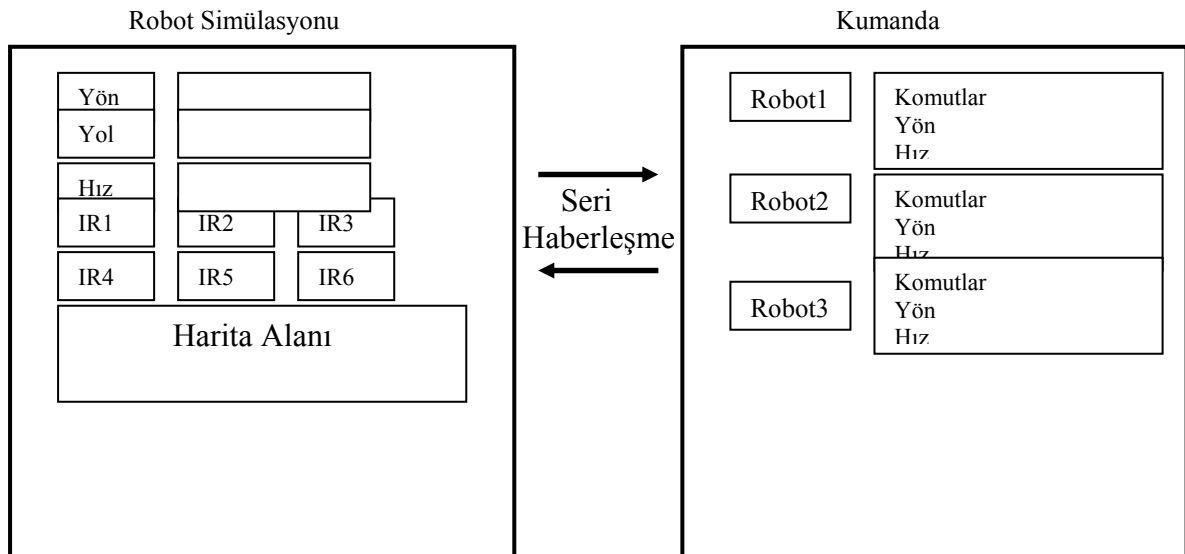 Robot Simülasyonu
Kumanda
Yön
Yol
Hız
IR1 IR2 IR3
IR4 IR5 IR6
Harita Alanı
Seri
Haberleşme
Robot1
Komutlar
Yön
Hız
Robot2
Komutlar
Yön
Hız
Robot3
Komutlar
Yön
Hız